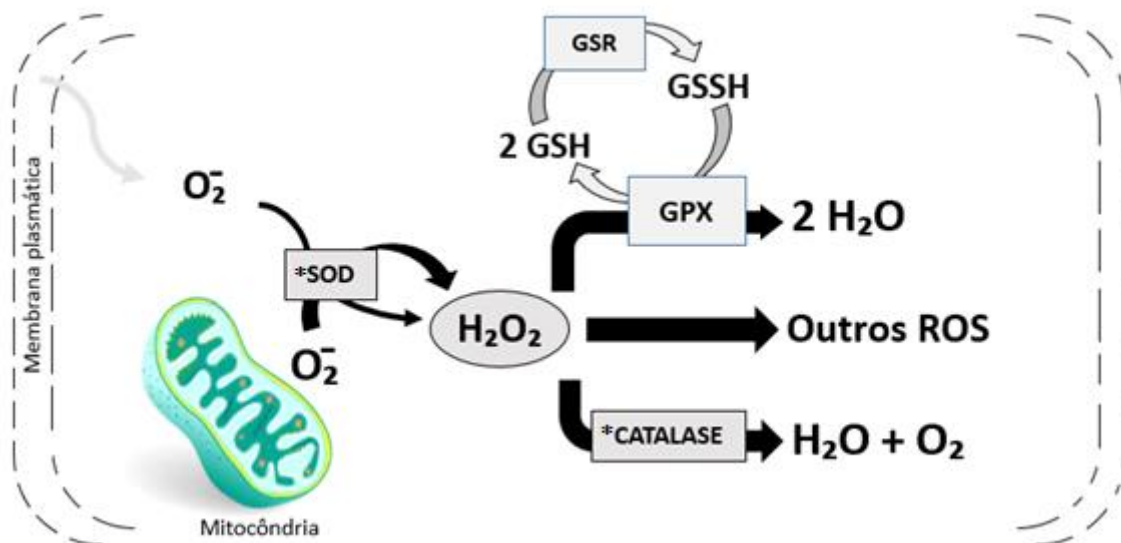 Membrana plasmática
O₂⁻
*SOD
O₂⁻
Mitocôndria
H₂O₂
GSR
GSSH
2 GSH
GPX
2 H₂O
Outros ROS
*CATALASE
H₂O + O₂